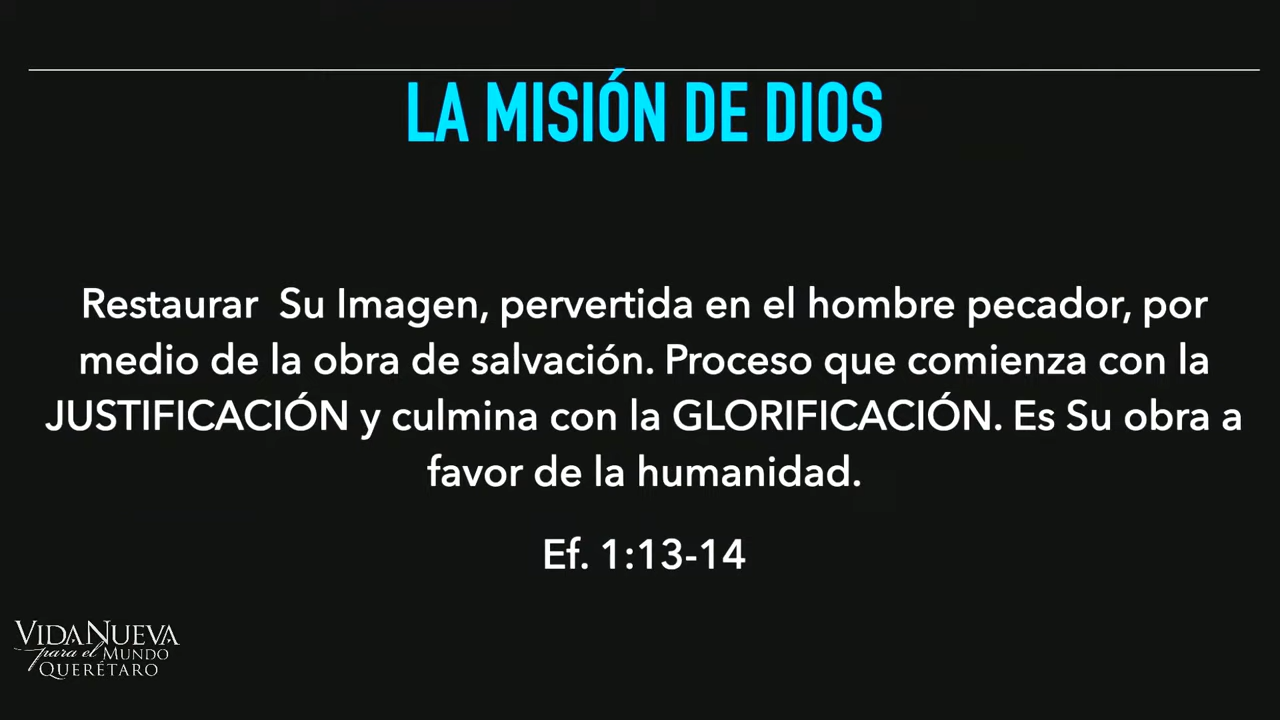 LA MISIÓN DE DIOS
Restaurar Su Imagen, pervertida en el hombre pecador, por
medio de la obra de salvación. Proceso que comienza con la
JUSTIFICACIÓN y culmina con la GLORIFICACIÓN. Es Su obra a
favor de la humanidad.
Ef. 1:13-14
VIDA NUEVA
para el MUNDO
QUERÉTARO